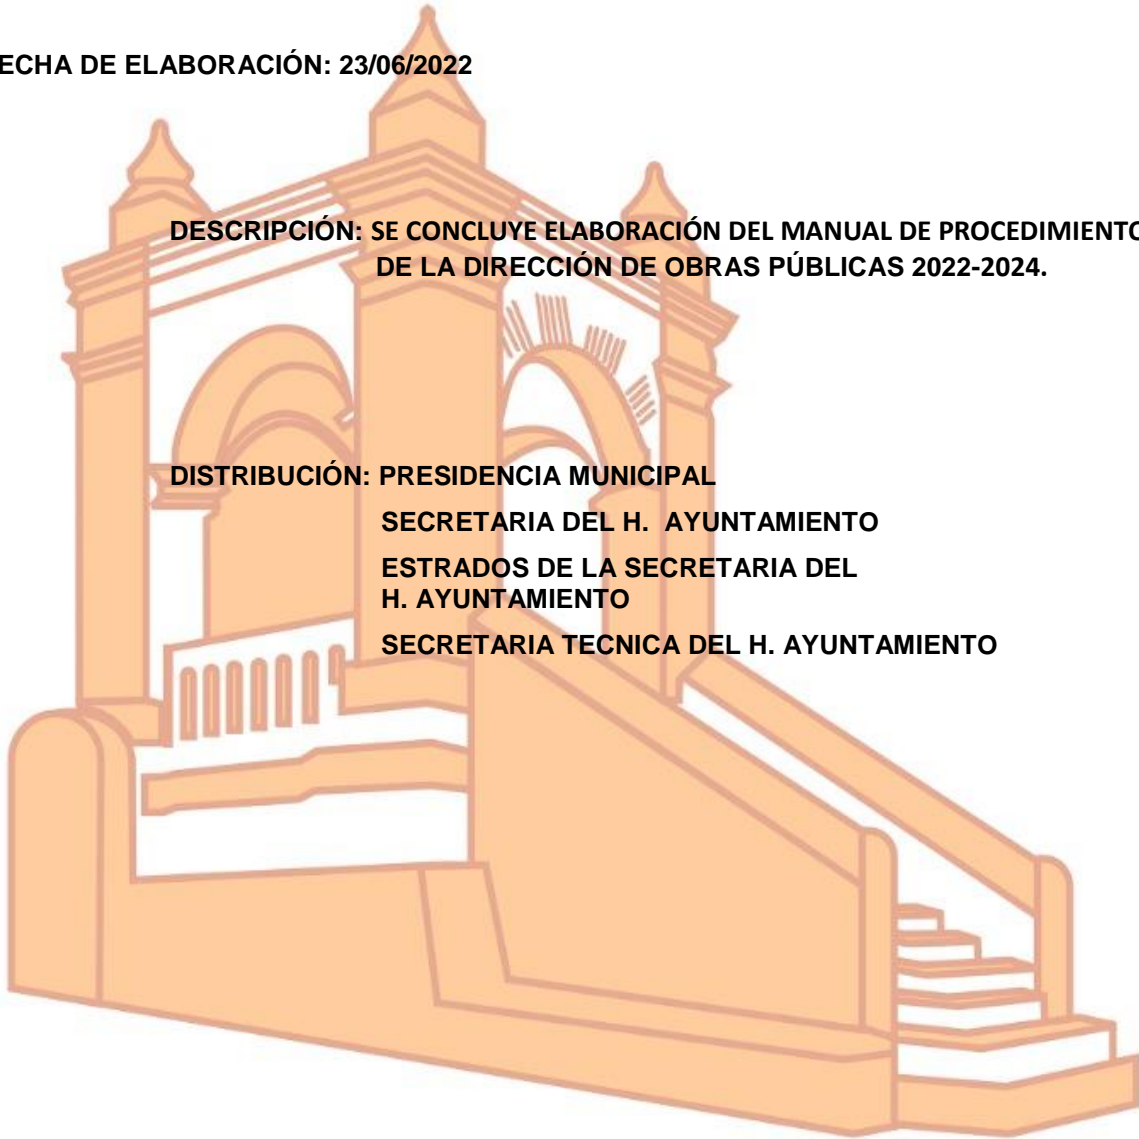 ECHA DE ELABORACIÓN: 23/06/2022
DESCRIPCIÓN: SE CONCLUYE ELABORACIÓN DEL MANUAL DE PROCEDIMIENTO
DE LA DIRECCIÓN DE OBRAS PÚBLICAS 2022-2024.
DISTRIBUCIÓN: PRESIDENCIA MUNICIPAL
SECRETARIA DEL H. AYUNTAMIENTO
ESTRADOS DE LA SECRETARIA DEL
H. AYUNTAMIENTO
SECRETARIA TECNICA DEL H. AYUNTAMIENTO